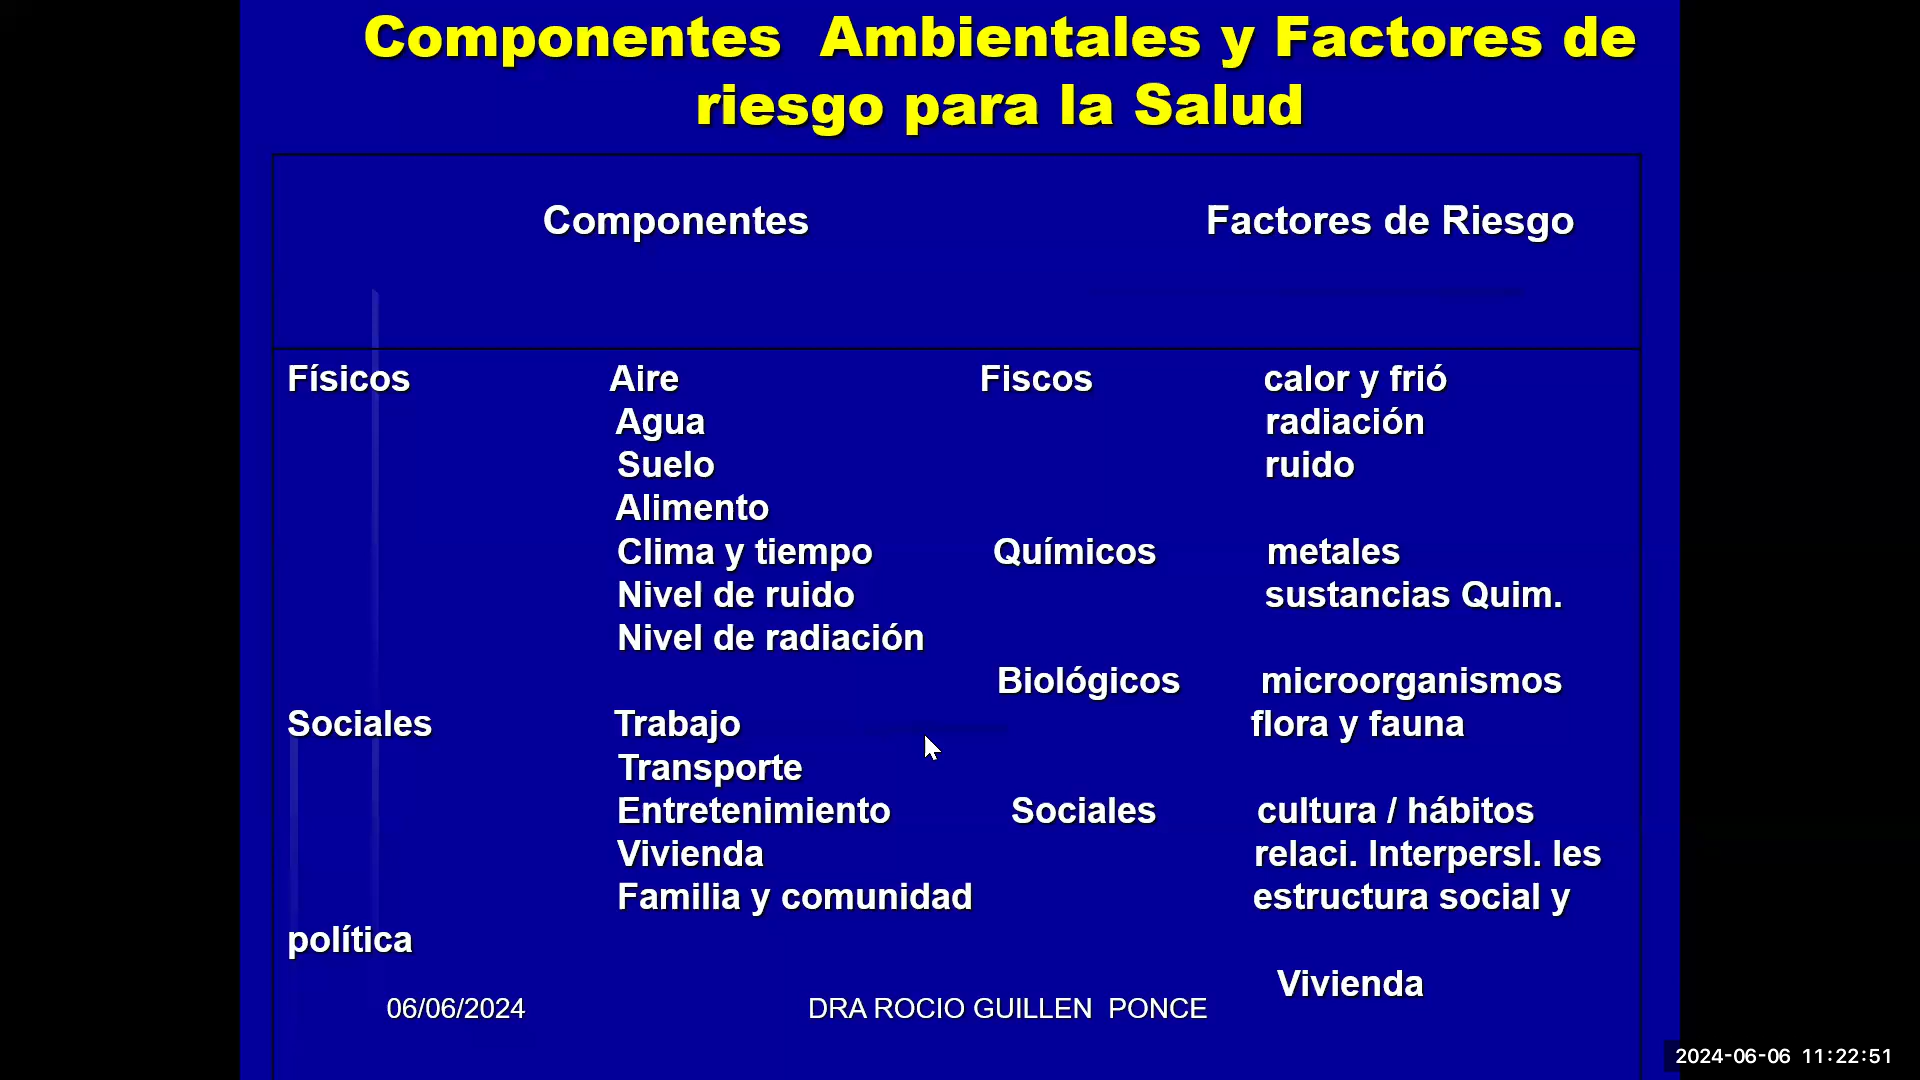 Componentes  Ambientales y Factores de
riesgo para la Salud
Componentes Factores de Riesgo
Físicos Aire Fiscos calor y frió
Agua radiación
Suelo ruido
Alimento
Clima y tiempo Químicos metales
Nivel de ruido sustancias Quim.
Nivel de radiación
Biológicos microorganismos
Sociales Trabajo flora y fauna
Transporte
Entretenimiento Sociales cultura / hábitos
Vivienda relaci. Interpersl. les
Familia y comunidad estructura social y
política
Vivienda
06/06/2024 DRA ROCIO GUILLEN  PONCE
2024-06-06 11:22:51